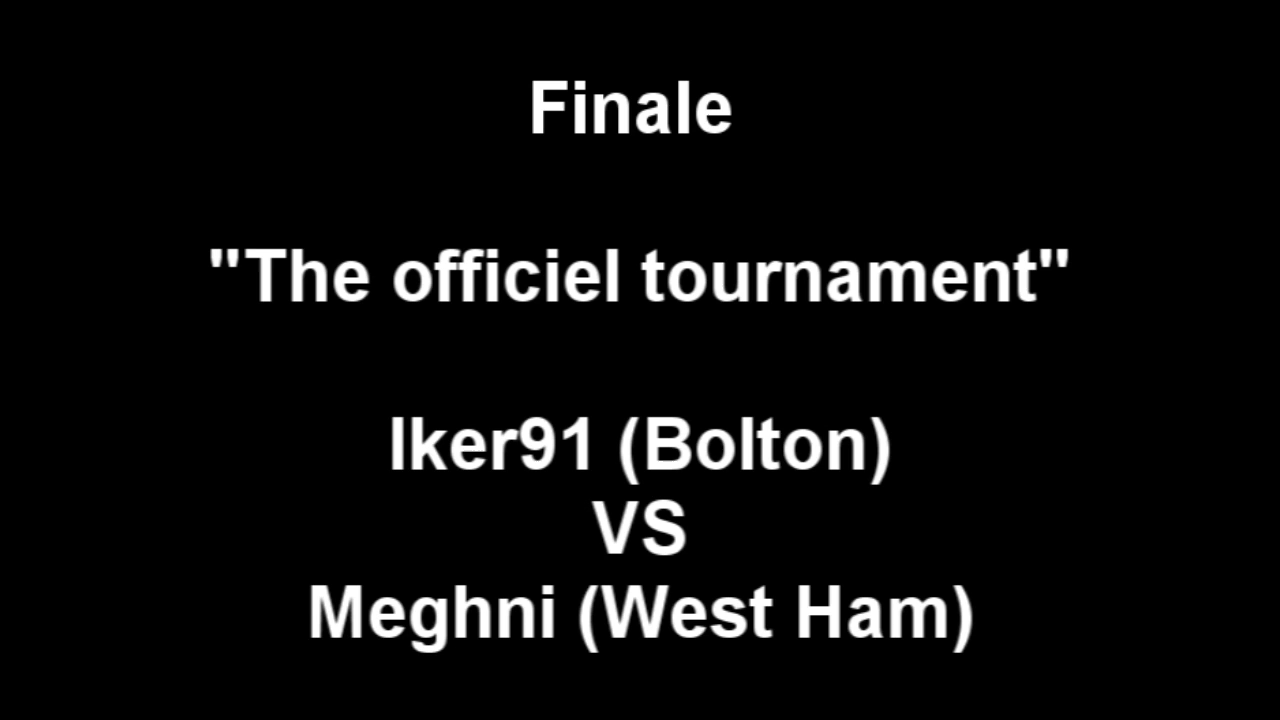 Finale
"The officiel tournament"
Iker91 (Bolton)
VS
Meghni (West Ham)